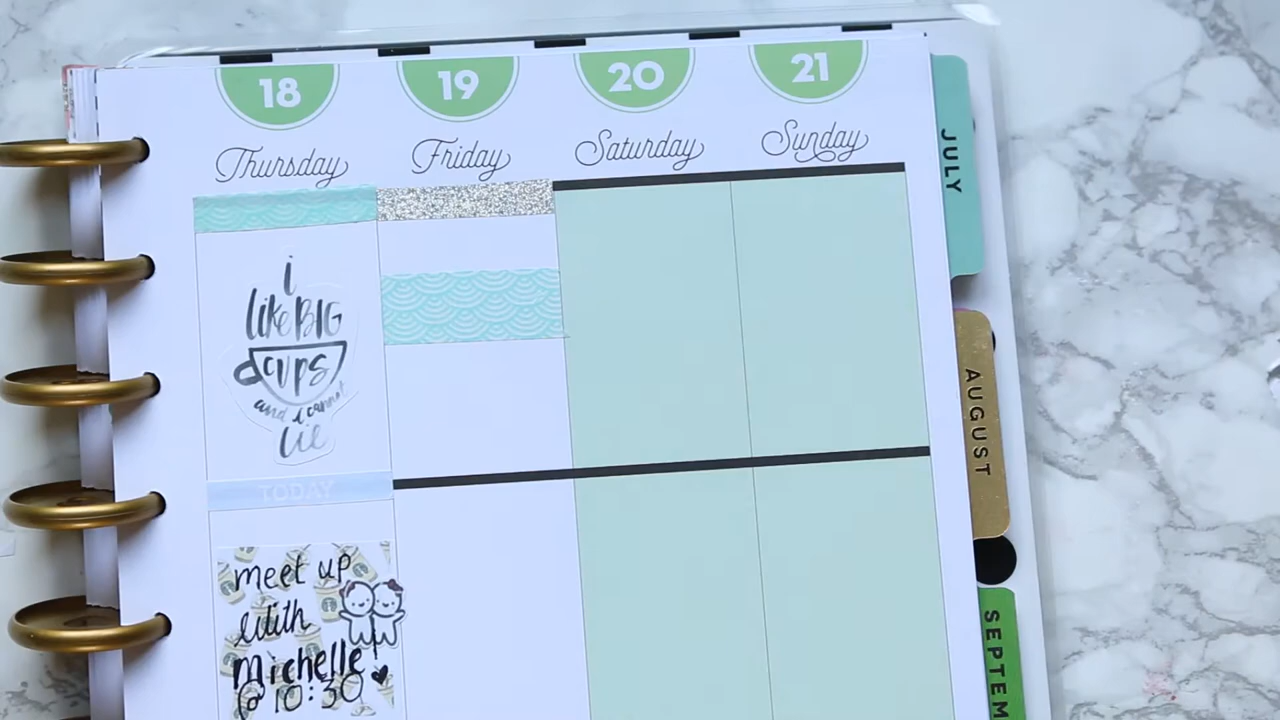 18 19 20 21
Thursday Friday Saturday Sunday
i
like BIG
cups
and i cannot
lie
TODAY
meet up
with
Michelle
@ 10:30
JULY
AUGUST
SEPTEM